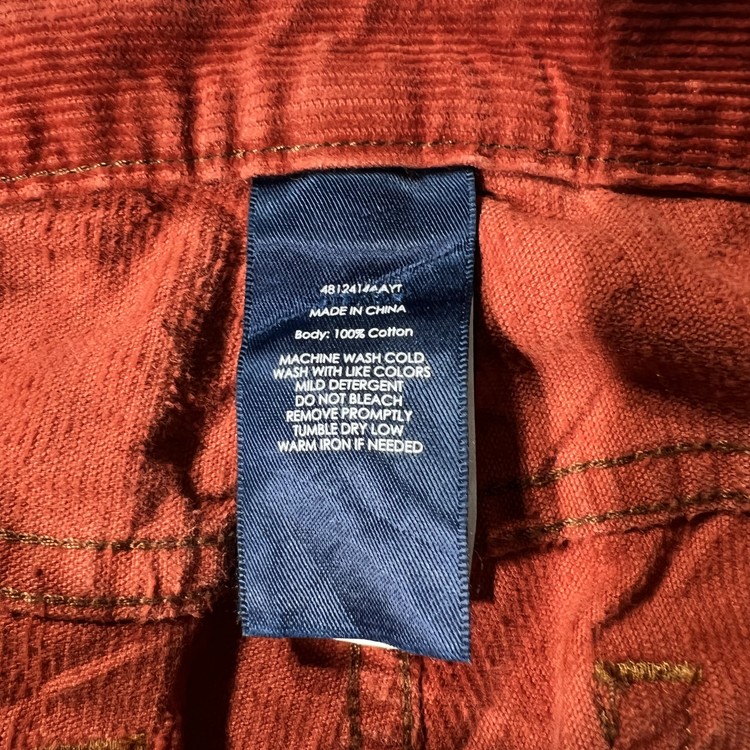 4812414AAYT
MADE IN CHINA
Body: 100% Cotton
MACHINE WASH COLD
WASH WITH LIKE COLORS
MILD DETERGENT
DO NOT BLEACH
REMOVE PROMPTLY
TUMBLE DRY LOW
WARM IRON IF NEEDED